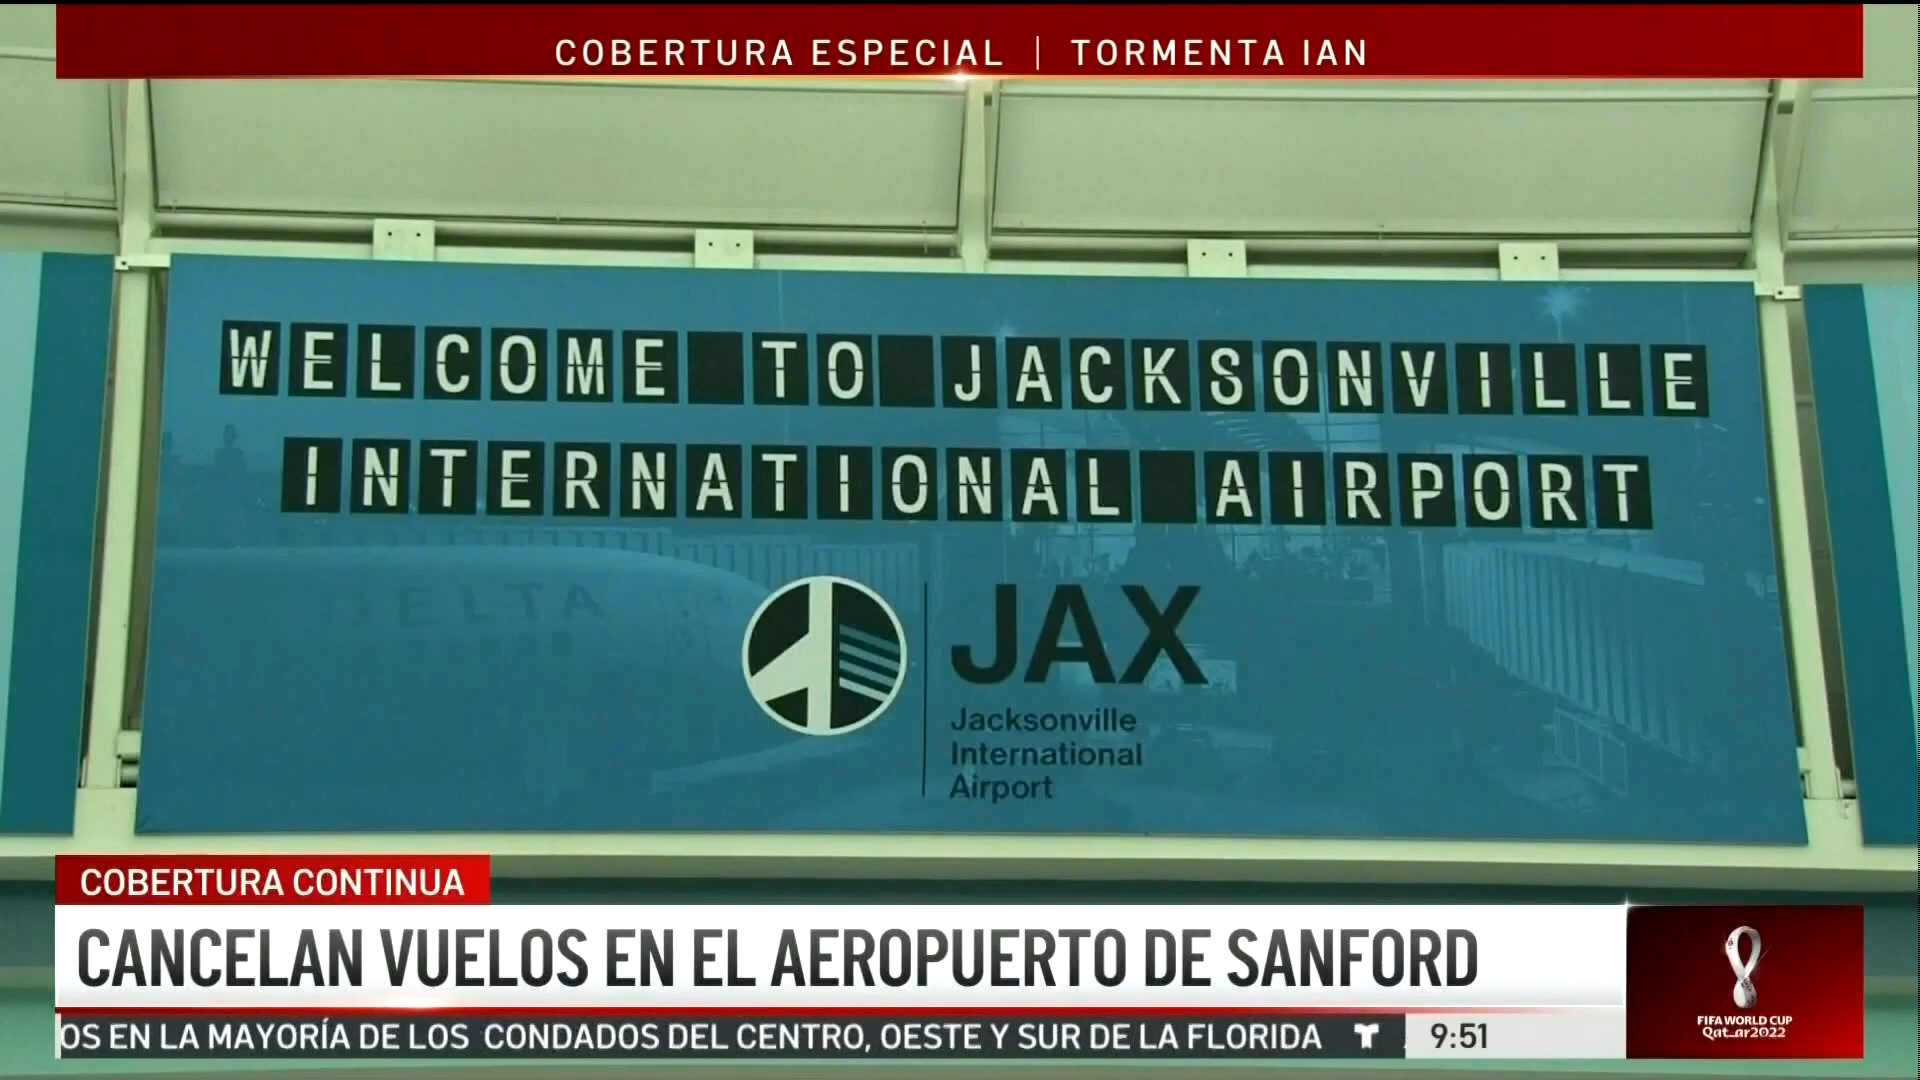 COBERTURA ESPECIAL | TORMENTA IAN
WELCOME TO JACKSONVILLE
INTERNATIONAL AIRPORT
DELTA
JAX
Jacksonville
International
Airport
COBERTURA CONTINUA
CANCELAN VUELOS EN EL AEROPUERTO DE SANFORD
OS EN LA MAYORÍA DE LOS CONDADOS DEL CENTRO, OESTE Y SUR DE LA FLORIDA
9:51
FIFA WORLD CUP
Qatar2022